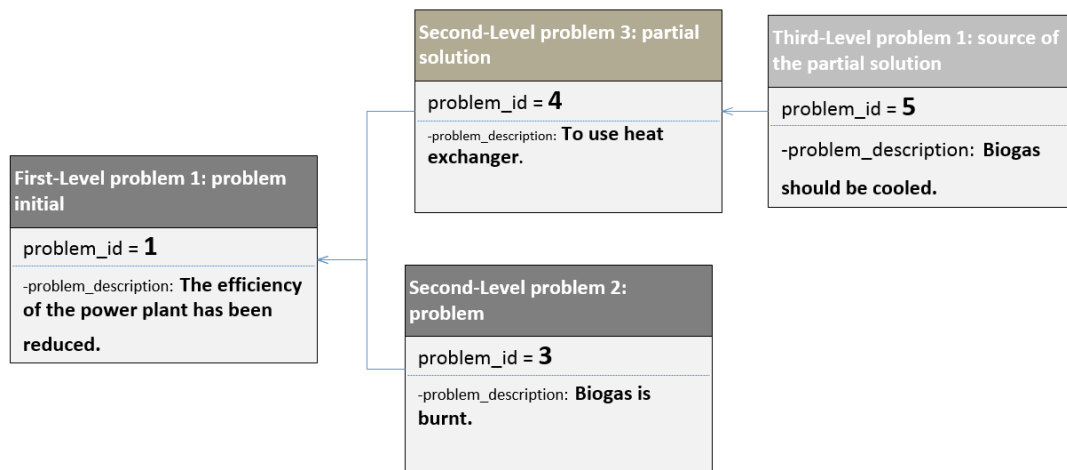 First-Level problem 1: problem
initial
problem_id = 1
-problem_description: The efficiency
of the power plant has been
reduced.
Second-Level problem 3: partial
solution
problem_id = 4
-problem_description: To use heat
exchanger.
Second-Level problem 2:
problem
problem_id = 3
-problem_description: Biogas is
burnt.
Third-Level problem 1: source of
the partial solution
problem_id = 5
-problem_description: Biogas
should be cooled.